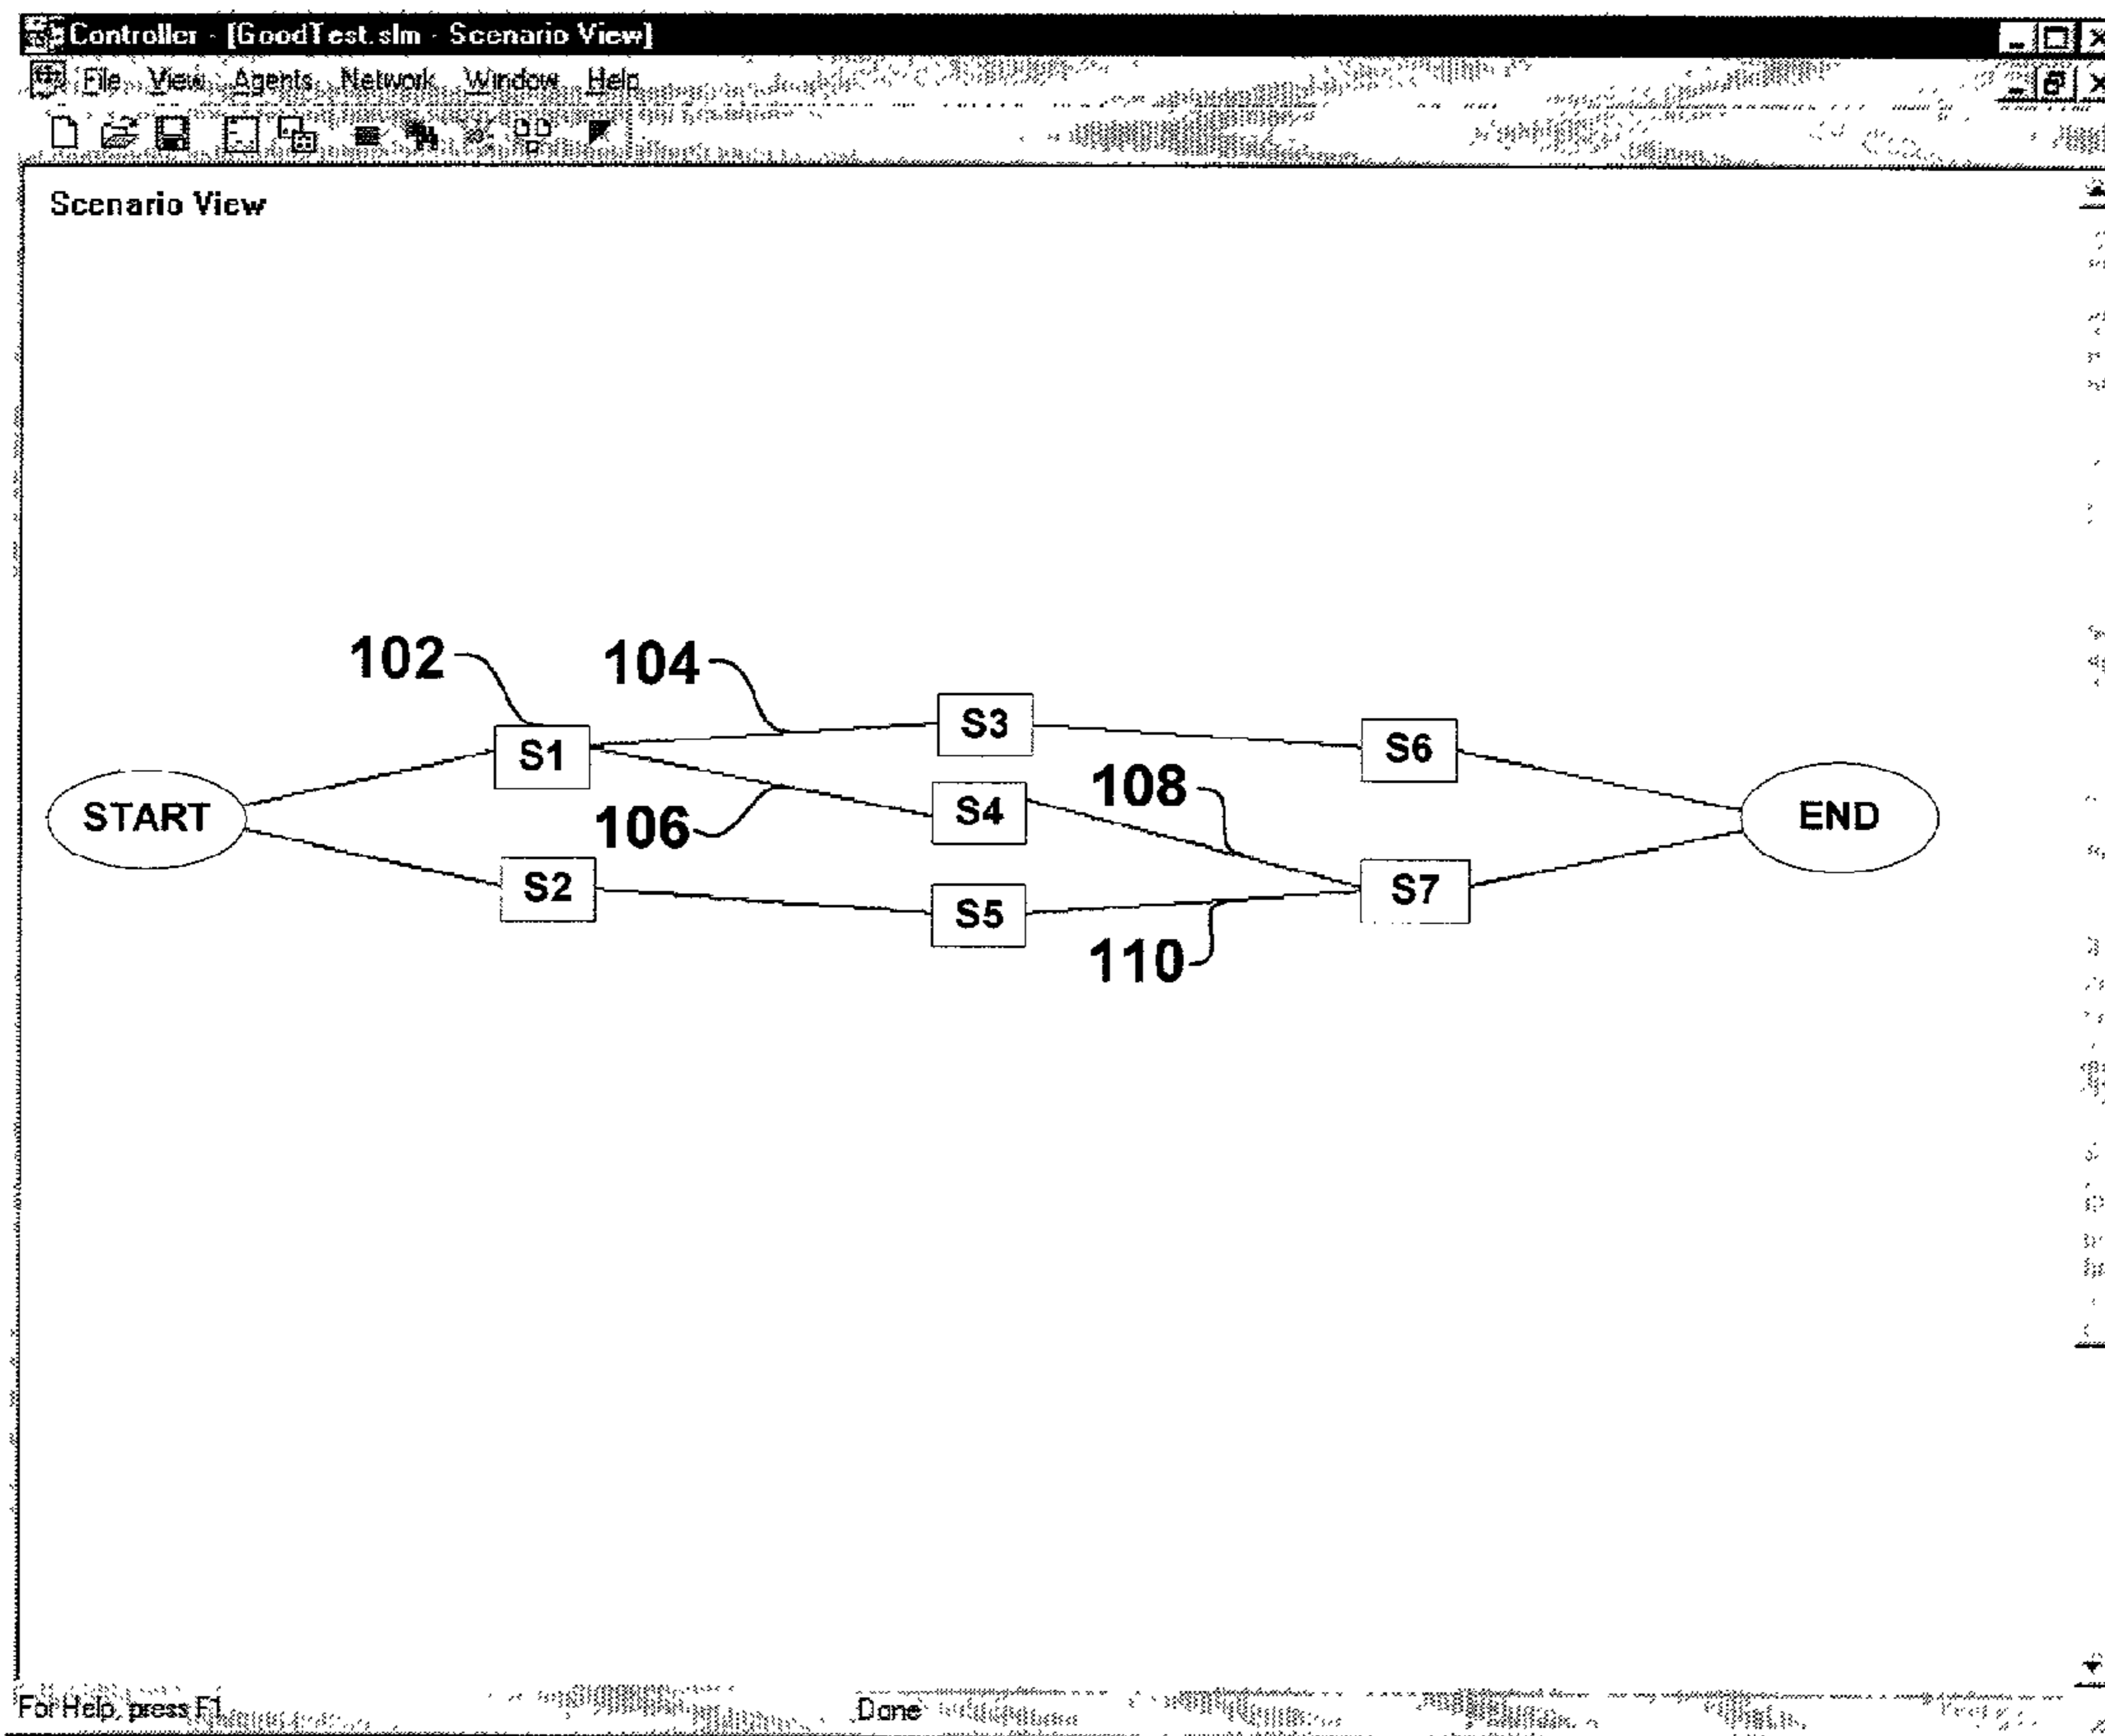 Controller - [GoodTest.slm - Scenario View]
File View Agents Network Window Help
Scenario View
102 104
S3
S1 S6
108
START S4 END
106
S2 S7
S5
110
For Help, press F1 Done